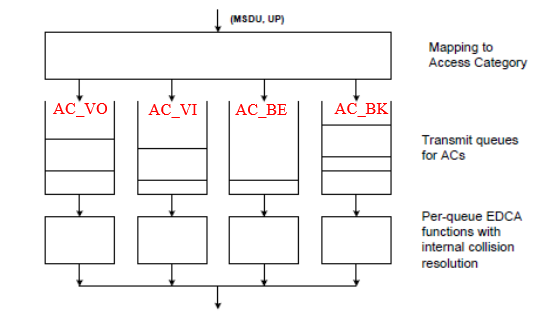 (MSDU, UP)
Mapping to
Access Category
AC_VO
AC_VI
AC_BE
AC_BK
Transmit queues
for ACs
Per-queue EDCA
functions with
internal collision
resolution